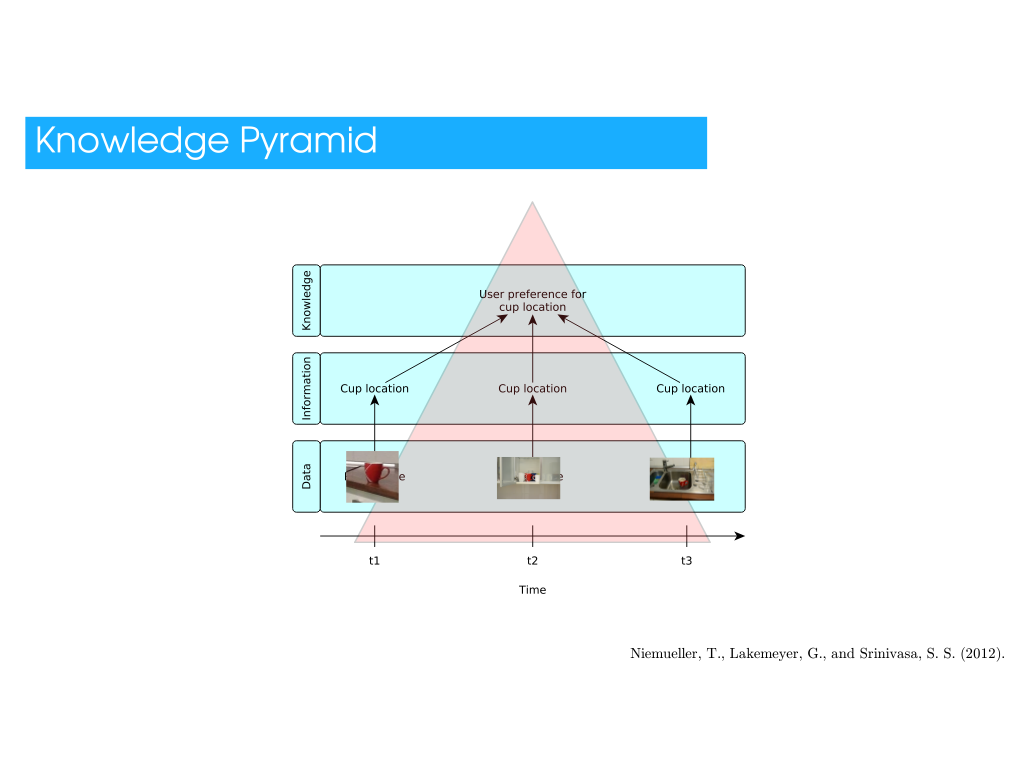 Knowledge Pyramid
Knowledge
User preference for
cup location
Information
Cup location
Cup location
Cup location
Data
t1
t2
t3
Time
Niemueller, T., Lakemeyer, G., and Srinivasa, S. S. (2012).